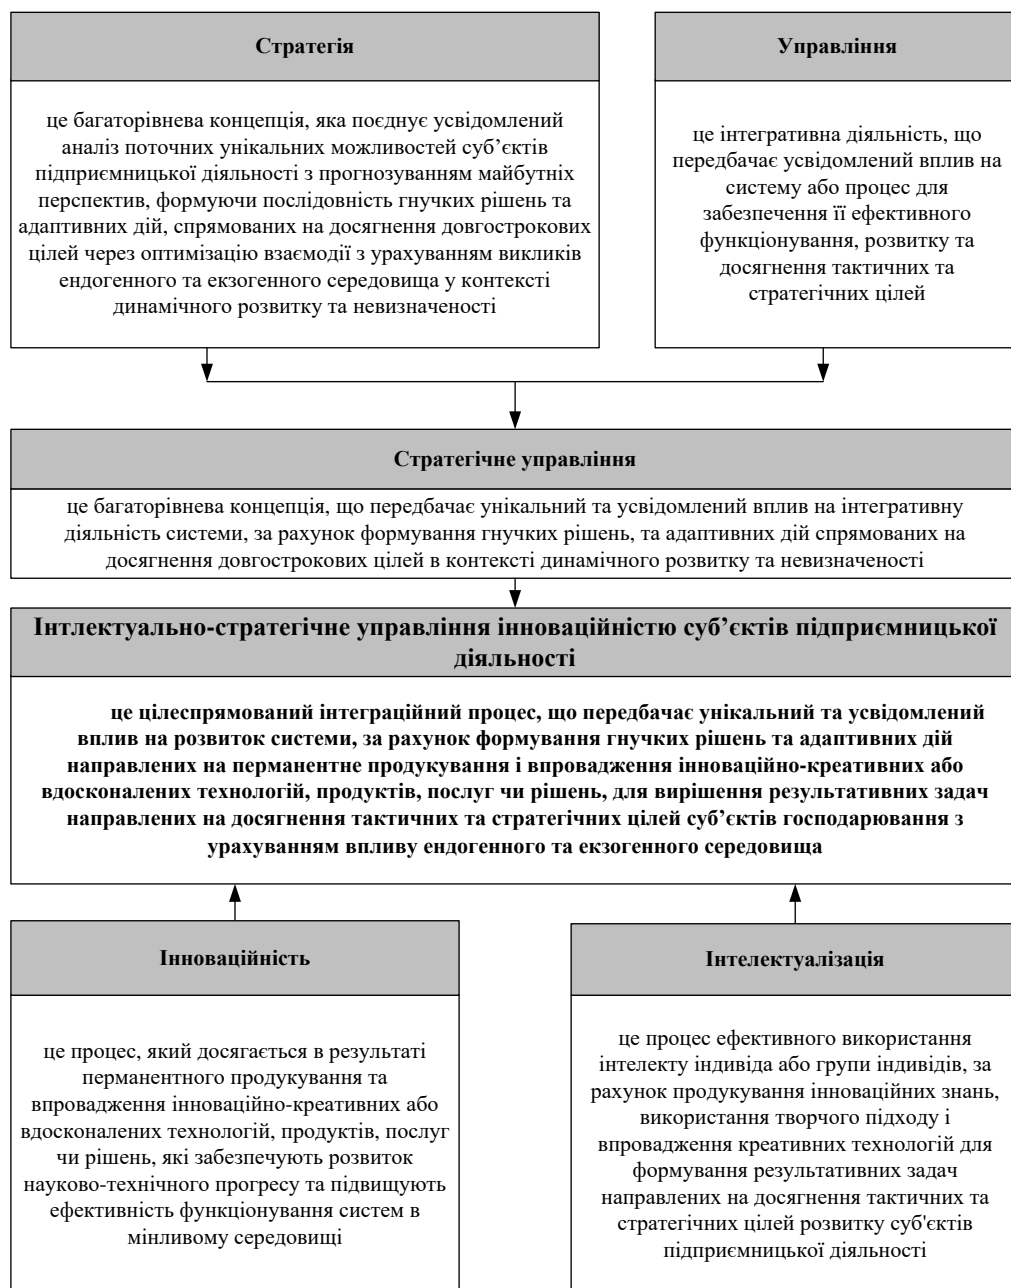 Стратегія
це багаторівнева концепція, яка поєднує усвідомлений
аналіз поточних унікальних можливостей суб’єктів
підприємницької діяльності з прогнозуванням майбутніх
перспектив, формуючи послідовність гнучких рішень та
адаптивних дій, спрямованих на досягнення довгострокових
цілей через оптимізацію взаємодії з урахуванням викликів
ендогенного та екзогенного середовища у контексті
динамічного розвитку та невизначеності
Управління
це інтегративна діяльність, що
передбачає усвідомлений вплив на
систему або процес для
забезпечення її ефективного
функціонування, розвитку та
досягнення тактичних та
стратегічних цілей
Стратегічне управління
це багаторівнева концепція, що передбачає унікальний та усвідомлений вплив на інтегративну
діяльність системи, за рахунок формування гнучких рішень, та адаптивних дій спрямованих на
досягнення довгострокових цілей в контексті динамічного розвитку та невизначеності
Інтлектуально-стратегічне управління інноваційністю суб’єктів підприємницької
діяльності
це цілеспрямований інтеграційний процес, що передбачає унікальний та усвідомлений
вплив на розвиток системи, за рахунок формування гнучких рішень та адаптивних дій
направлених на перманентне продукування і впровадження інноваційно-креативних або
вдосконалених технологій, продуктів, послуг чи рішень, для вирішення результативних задач
направлених на досягнення тактичних та стратегічних цілей суб’єктів господарювання з
урахуванням впливу ендогенного та екзогенного середовища
Інноваційність
це процес, який досягається в результаті
перманентного продукування та
впровадження інноваційно-креативних або
вдосконалених технологій, продуктів, послуг
чи рішень, які забезпечують розвиток
науково-технічного прогресу та підвищують
ефективність функціонування систем в
мінливому середовищі
Інтелектуалізація
це процес ефективного використання
інтелекту індивіда або групи індивідів, за
рахунок продукування інноваційних знань,
використання творчого підходу і
впровадження креативних технологій для
формування результативних задач
направлених на досягнення тактичних та
стратегічних цілей розвитку суб'єктів
підприємницької діяльності